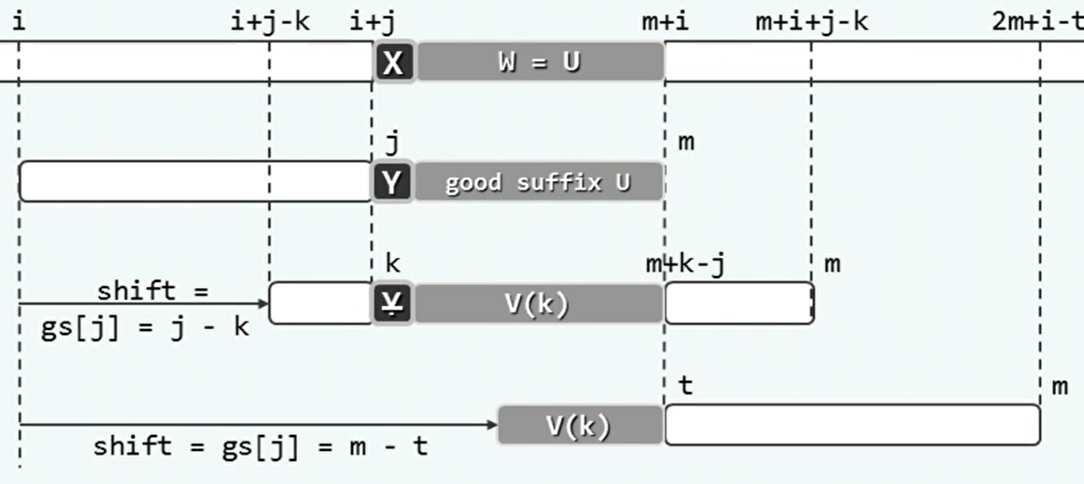 i i+j-k i+j m+i m+i+j-k 2m+i-t
X W = U
j m
Y good suffix U
k m+k-j m
shift =
¥ V(k)
gs[j] = j - k
t m
V(k)
shift = gs[j] = m - t